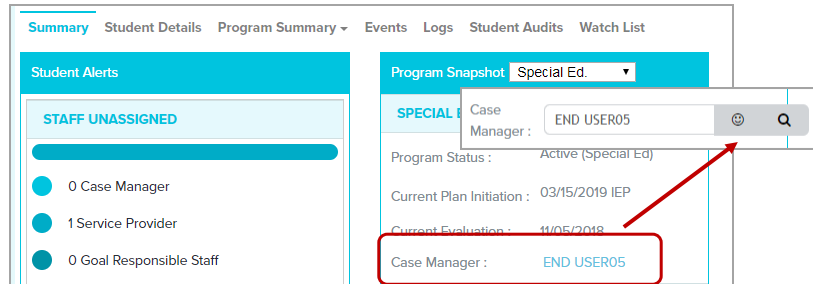 Summary Student Details Program Summary Events Logs Student Audits Watch List
Student Alerts
STAFF UNASSIGNED
0 Case Manager
1 Service Provider
0 Goal Responsible Staff
Program Snapshot Special Ed.
SPECIAL
Case
Manager : END USER05
Program Status : Active (Special Ed)
Current Plan Initiation : 03/15/2019 IEP
Current Evaluation : 11/05/2018
Case Manager : END USER05